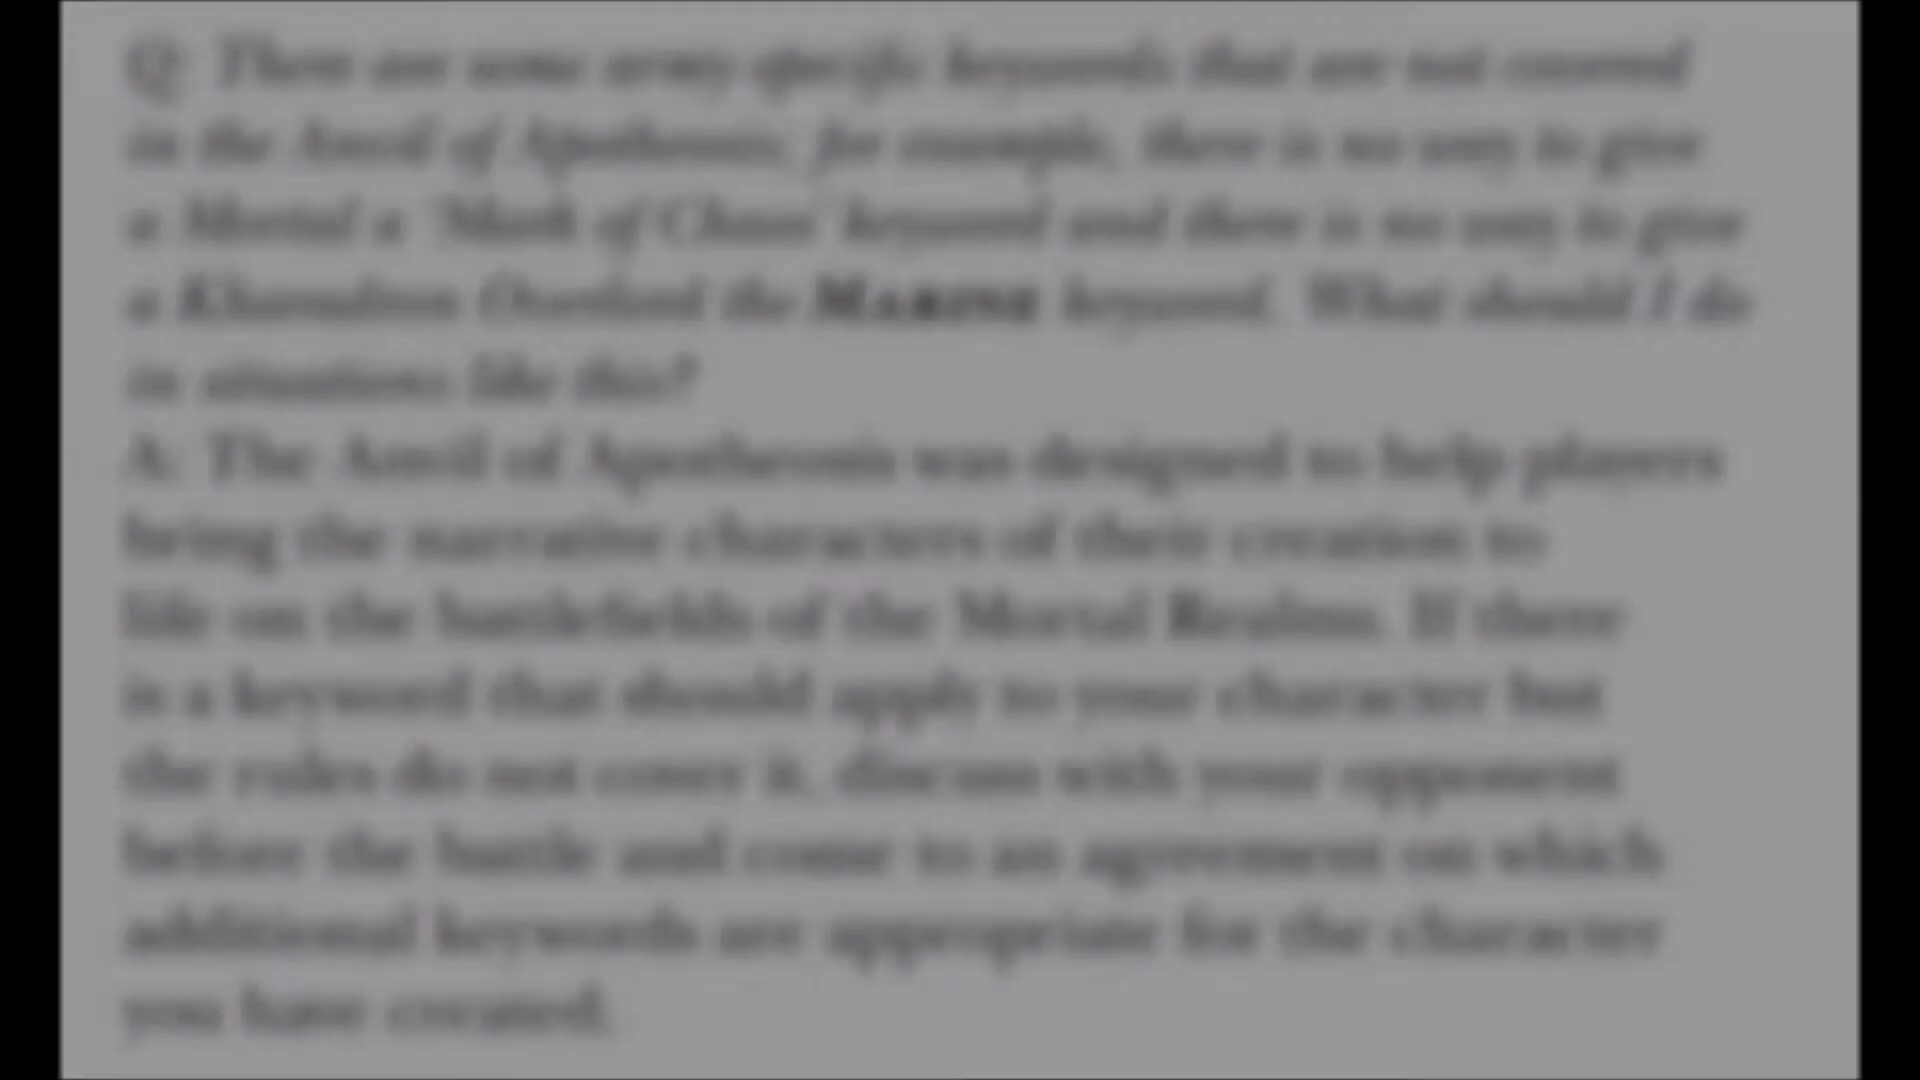 Q: There are some army-specific keywords that are not covered
in the Anvil of Apotheosis; for example, there is no way to give
a Mortal a 'Mark of Chaos' keyword and there is no way to give
a Kharadron Overlord the MARINE keyword. What should I do
in situations like this?
A: The Anvil of Apotheosis was designed to help players
bring the narrative characters of their creation to
life on the battlefields of the Mortal Realms. If there
is a keyword that should apply to your character but
the rules do not cover it, discuss with your opponent
before the battle and come to an agreement on which
additional keywords are appropriate for the character
you have created.